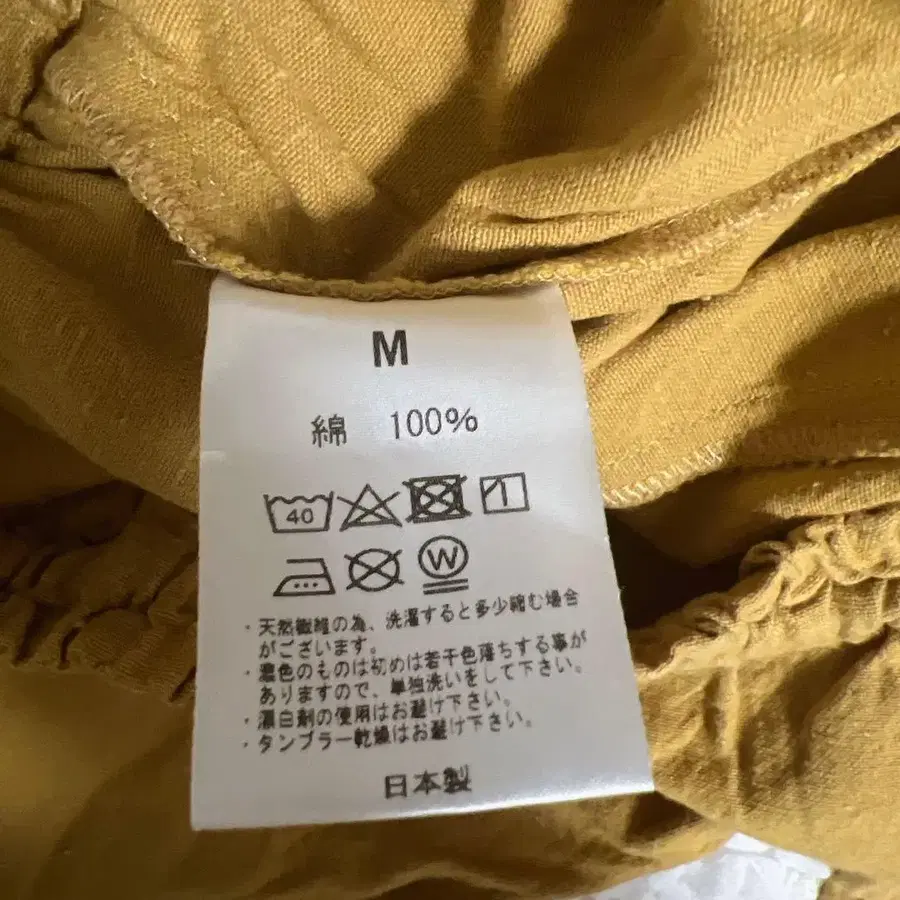 M
綿 100%
40
W
・天然繊維の為、洗濯すると多少縮む場合
がございます。
・濃色のものは初めは若干色落ちする事が
ありますので、単独洗いをして下さい。
・漂白剤の使用はお避け下さい。
・タンブラー乾燥はお避け下さい。
日本製